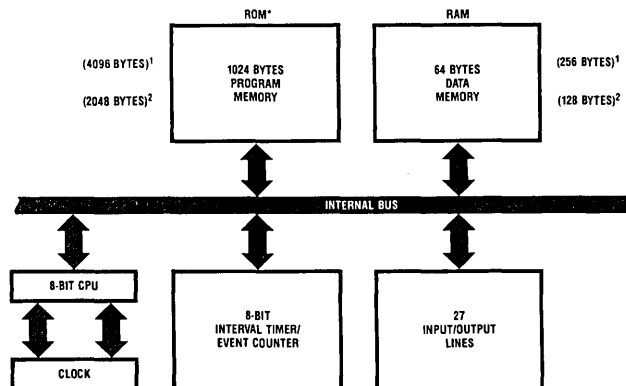 ROM*
RAM
(4096 BYTES)¹
(2048 BYTES)²
1024 BYTES
PROGRAM
MEMORY
64 BYTES
DATA
MEMORY
(256 BYTES)¹
(128 BYTES)²
INTERNAL BUS
8-BIT CPU
CLOCK
8-BIT
INTERVAL TIMER/
EVENT COUNTER
27
INPUT/OUTPUT
LINES